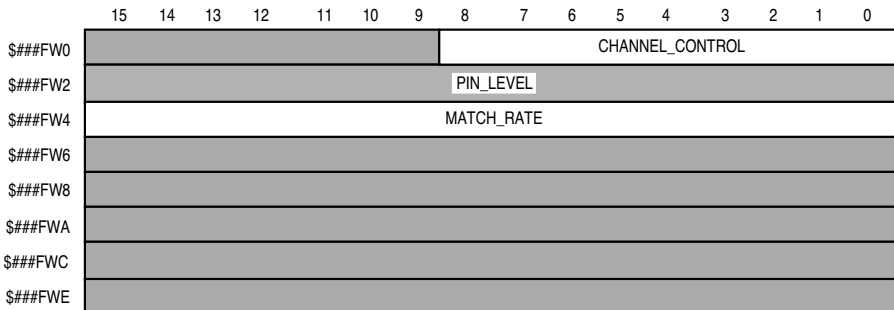 15 14 13 12 11 10 9 8 7 6 5 4 3 2 1 0
$###FW0 CHANNEL_CONTROL
$###FW2 PIN_LEVEL
$###FW4 MATCH_RATE
$###FW6
$###FW8
$###FWA
$###FWC
$###FWE